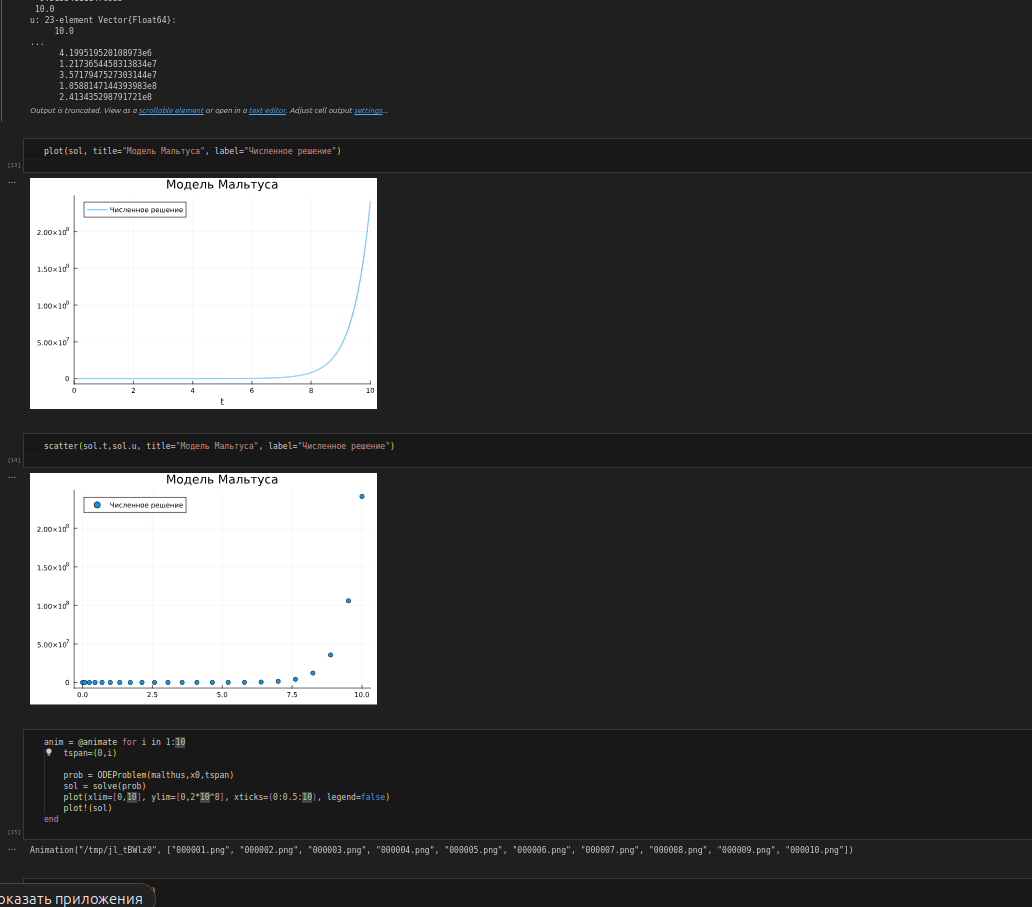 10.0
u: 23-element Vector{Float64}:
10.0
...
4.199519520108973e6
1.2173654458313834e7
3.5717947527303144e7
1.0588147144393983e8
2.413435298791721e8
Output is truncated. View as a scrollable element or open in a text editor. Adjust cell output settings...
plot(sol, title="Модель Мальтуса", label="Численное решение")
[13]
...
Модель Мальтуса
Численное решение
2.00×10⁸
1.50×10⁸
1.00×10⁸
5.00×10⁷
0
0 2 4 6 8 10
t
scatter(sol.t,sol.u, title="Модель Мальтуса", label="Численное решение")
[14]
...
Модель Мальтуса
Численное решение
2.00×10⁸
1.50×10⁸
1.00×10⁸
5.00×10⁷
0
0.0 2.5 5.0 7.5 10.0
anim = @animate for i in 1:10
tspan=(0,i)
prob = ODEProblem(malthus,x0,tspan)
sol = solve(prob)
plot(xlim=[0,10], ylim=[0,2*10^8], xticks=(0:0.5:10), legend=false)
plot!(sol)
end
[15]
...
Animation("/tmp/jl_tBWlz0", ["000001.png", "000002.png", "000003.png", "000004.png", "000005.png", "000006.png", "000007.png", "000008.png", "000009.png", "000010.png"])
оказать приложения